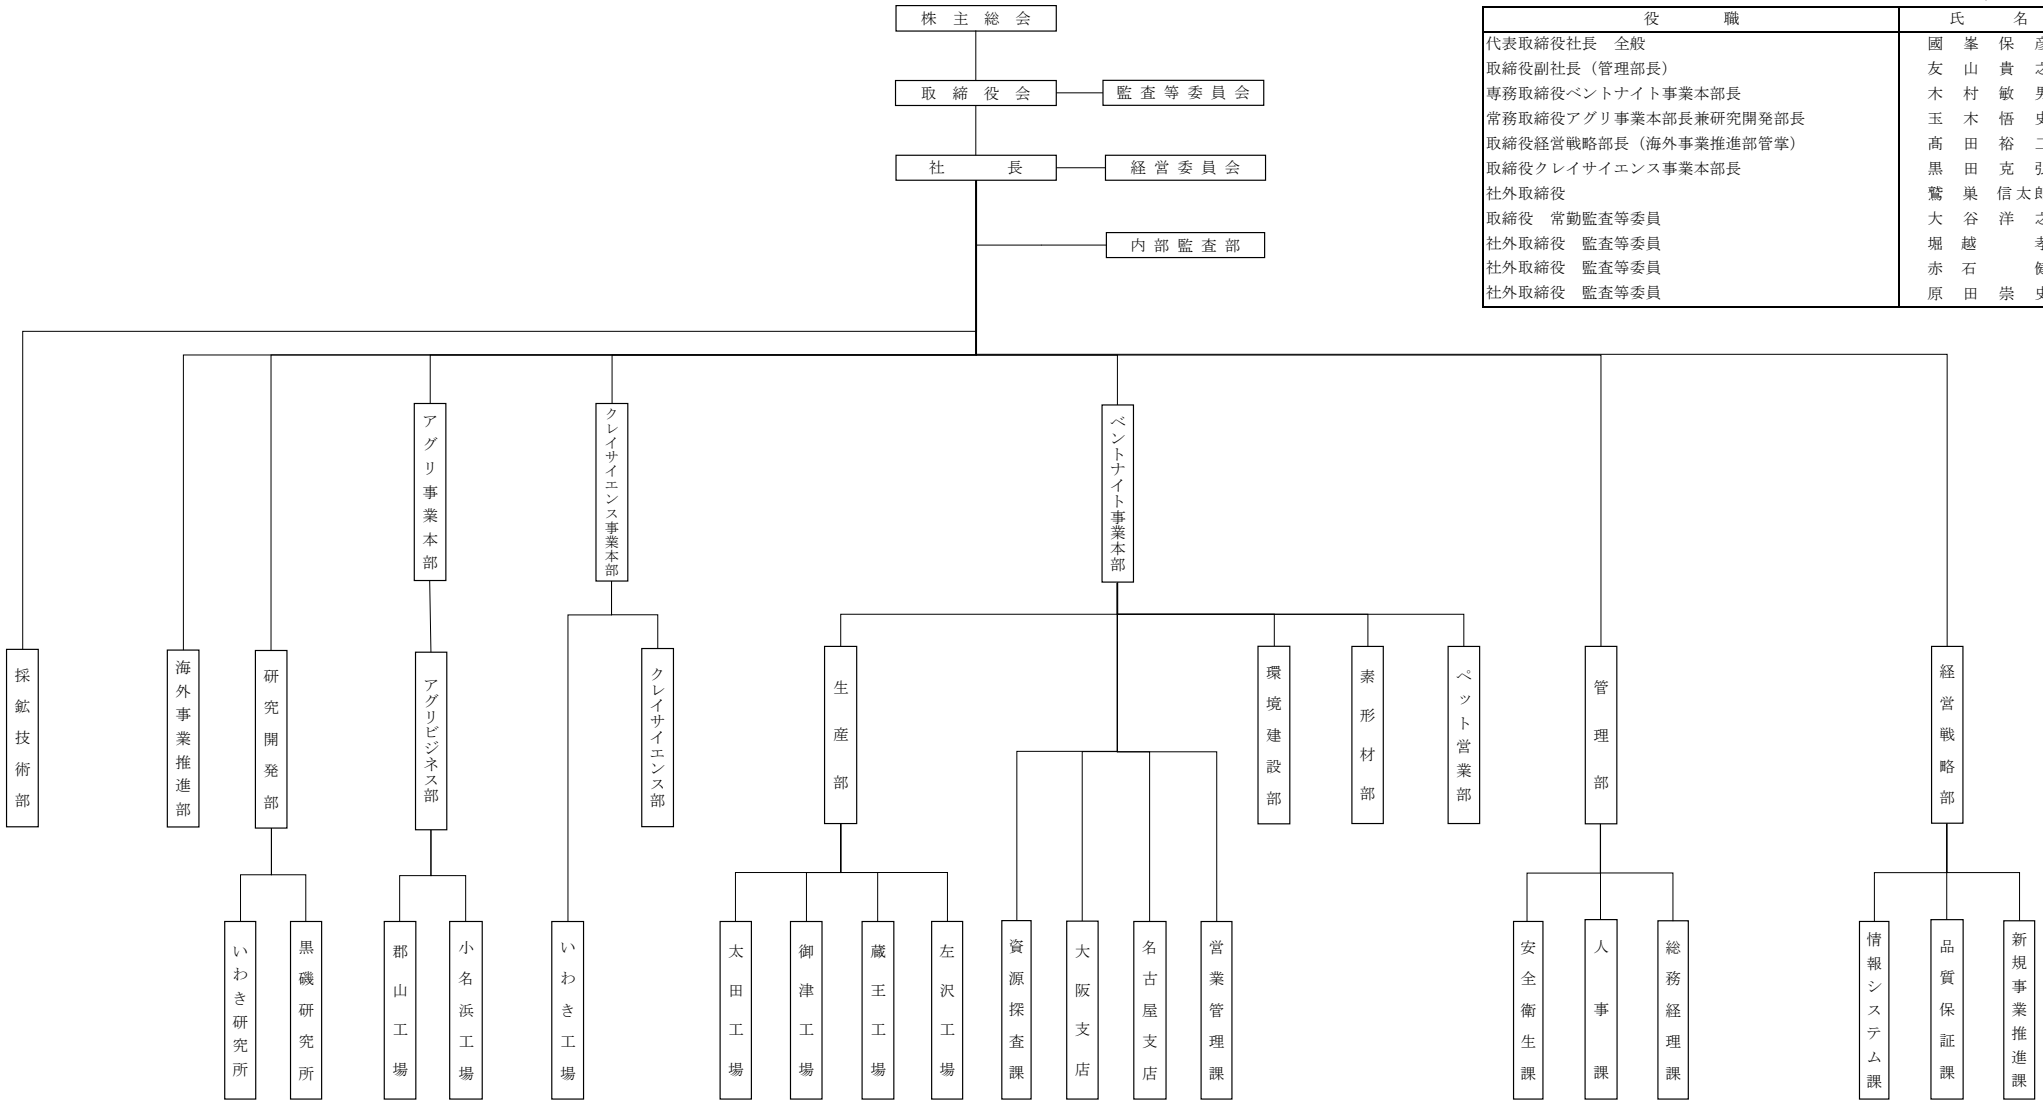 株主総会
取締役会
監査等委員会
社長
経営委員会
内部監査部
役職 氏名
代表取締役社長 全般 國峯保彦
取締役副社長（管理部長） 友山貴之
専務取締役ベントナイト事業本部長 木村敏男
常務取締役アグリ事業本部長兼研究開発部長 玉木悟史
取締役経営戦略部長（海外事業推進部管掌） 髙田裕二
取締役クレイサイエンス事業本部長 黒田克弘
社外取締役 鷲巣信太郎
取締役 常勤監査等委員 大谷洋之
社外取締役 監査等委員 堀越孝
社外取締役 監査等委員 赤石健
社外取締役 監査等委員 原田崇史
アグリ事業本部
クレイサイエンス事業本部
ベントナイト事業本部
採鉱技術部
海外事業推進部
研究開発部
アグリビジネス部
クレイサイエンス部
生産部
環境建設部
素形材部
ペット営業部
管理部
経営戦略部
いわき研究所
黒磯研究所
郡山工場
小名浜工場
いわき工場
太田工場
御津工場
蔵王工場
左沢工場
資源探査課
大阪支店
名古屋支店
営業管理課
安全衛生課
人事課
総務経理課
情報システム課
品質保証課
新規事業推進課